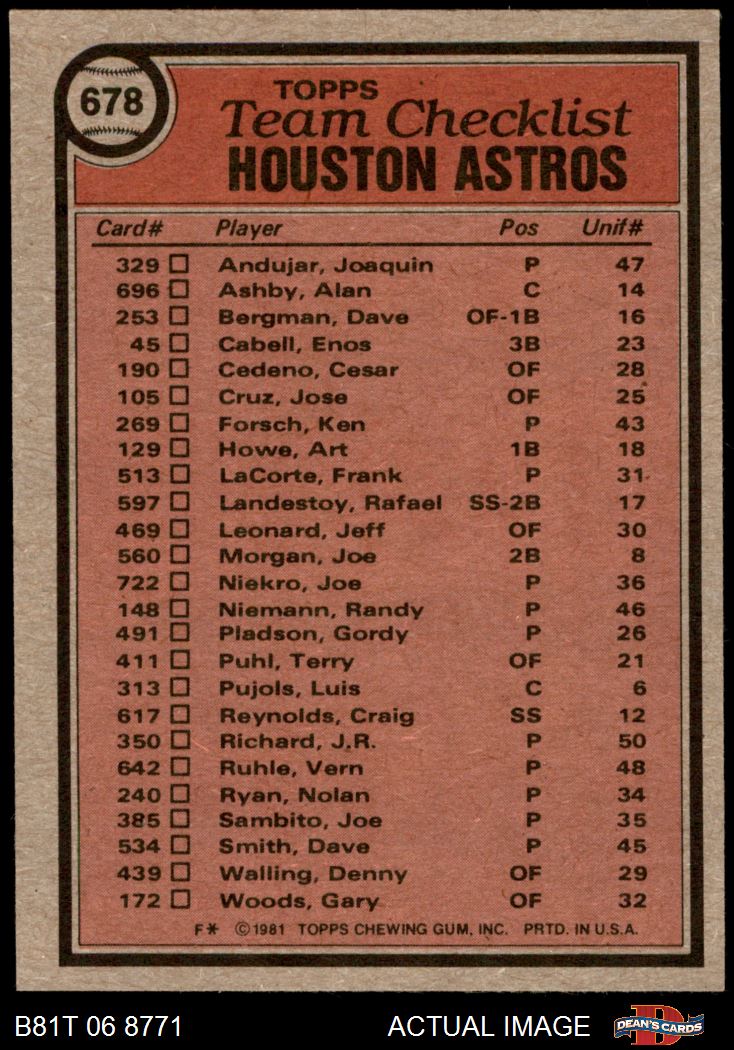 678
TOPPS
Team Checklist
HOUSTON ASTROS
Card# Player Pos Unif#
329 Andujar, Joaquin P 47
696 Ashby, Alan C 14
253 Bergman, Dave OF-1B 16
45 Cabell, Enos 3B 23
190 Cedeno, Cesar OF 28
105 Cruz, Jose OF 25
269 Forsch, Ken P 43
129 Howe, Art 1B 18
513 LaCorte, Frank P 31
597 Landestoy, Rafael SS-2B 17
469 Leonard, Jeff OF 30
560 Morgan, Joe 2B 8
722 Niekro, Joe P 36
148 Niemann, Randy P 46
491 Pladson, Gordy P 26
411 Puhl, Terry OF 21
313 Pujols, Luis C 6
617 Reynolds, Craig SS 12
350 Richard, J.R. P 50
642 Ruhle, Vern P 48
240 Ryan, Nolan P 34
385 Sambito, Joe P 35
534 Smith, Dave P 45
439 Walling, Denny OF 29
172 Woods, Gary OF 32
F* ©1981 TOPPS CHEWING GUM, INC. PRTD. IN U.S.A.
B81T 06 8771 ACTUAL IMAGE D DEAN'S CARDS